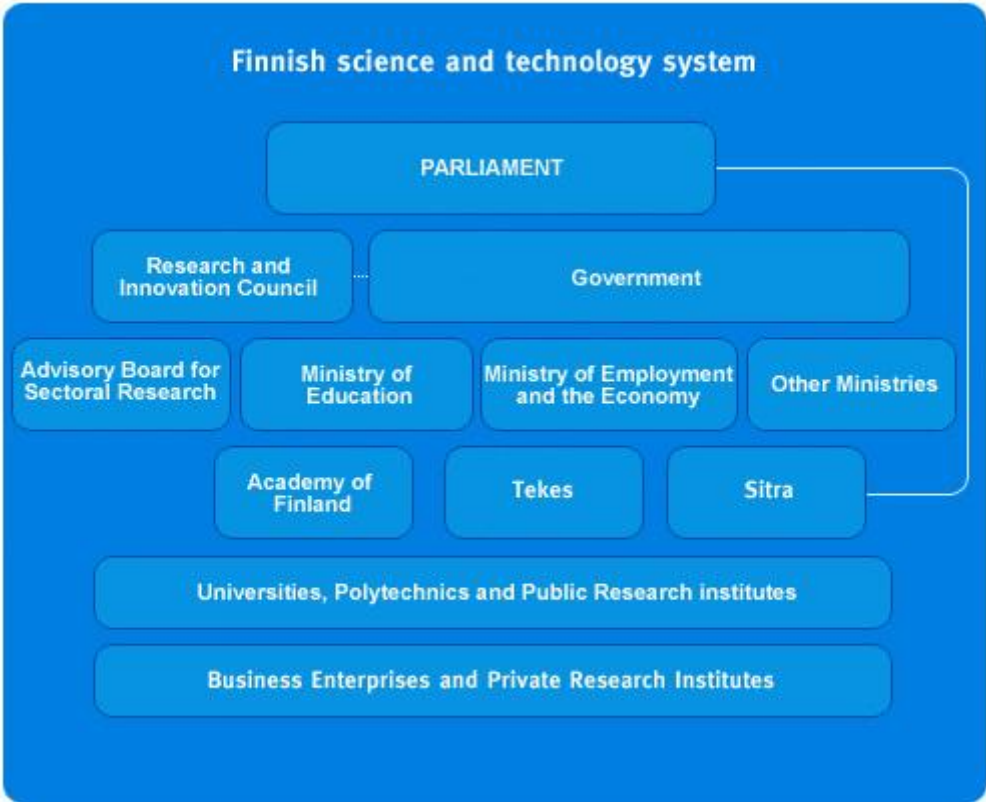 Finnish science and technology system
PARLIAMENT
Research and
Innovation Council
Government
Advisory Board for
Sectoral Research
Ministry of
Education
Ministry of Employment
and the Economy
Other Ministries
Academy of
Finland
Tekes
Sitra
Universities, Polytechnics and Public Research institutes
Business Enterprises and Private Research Institutes